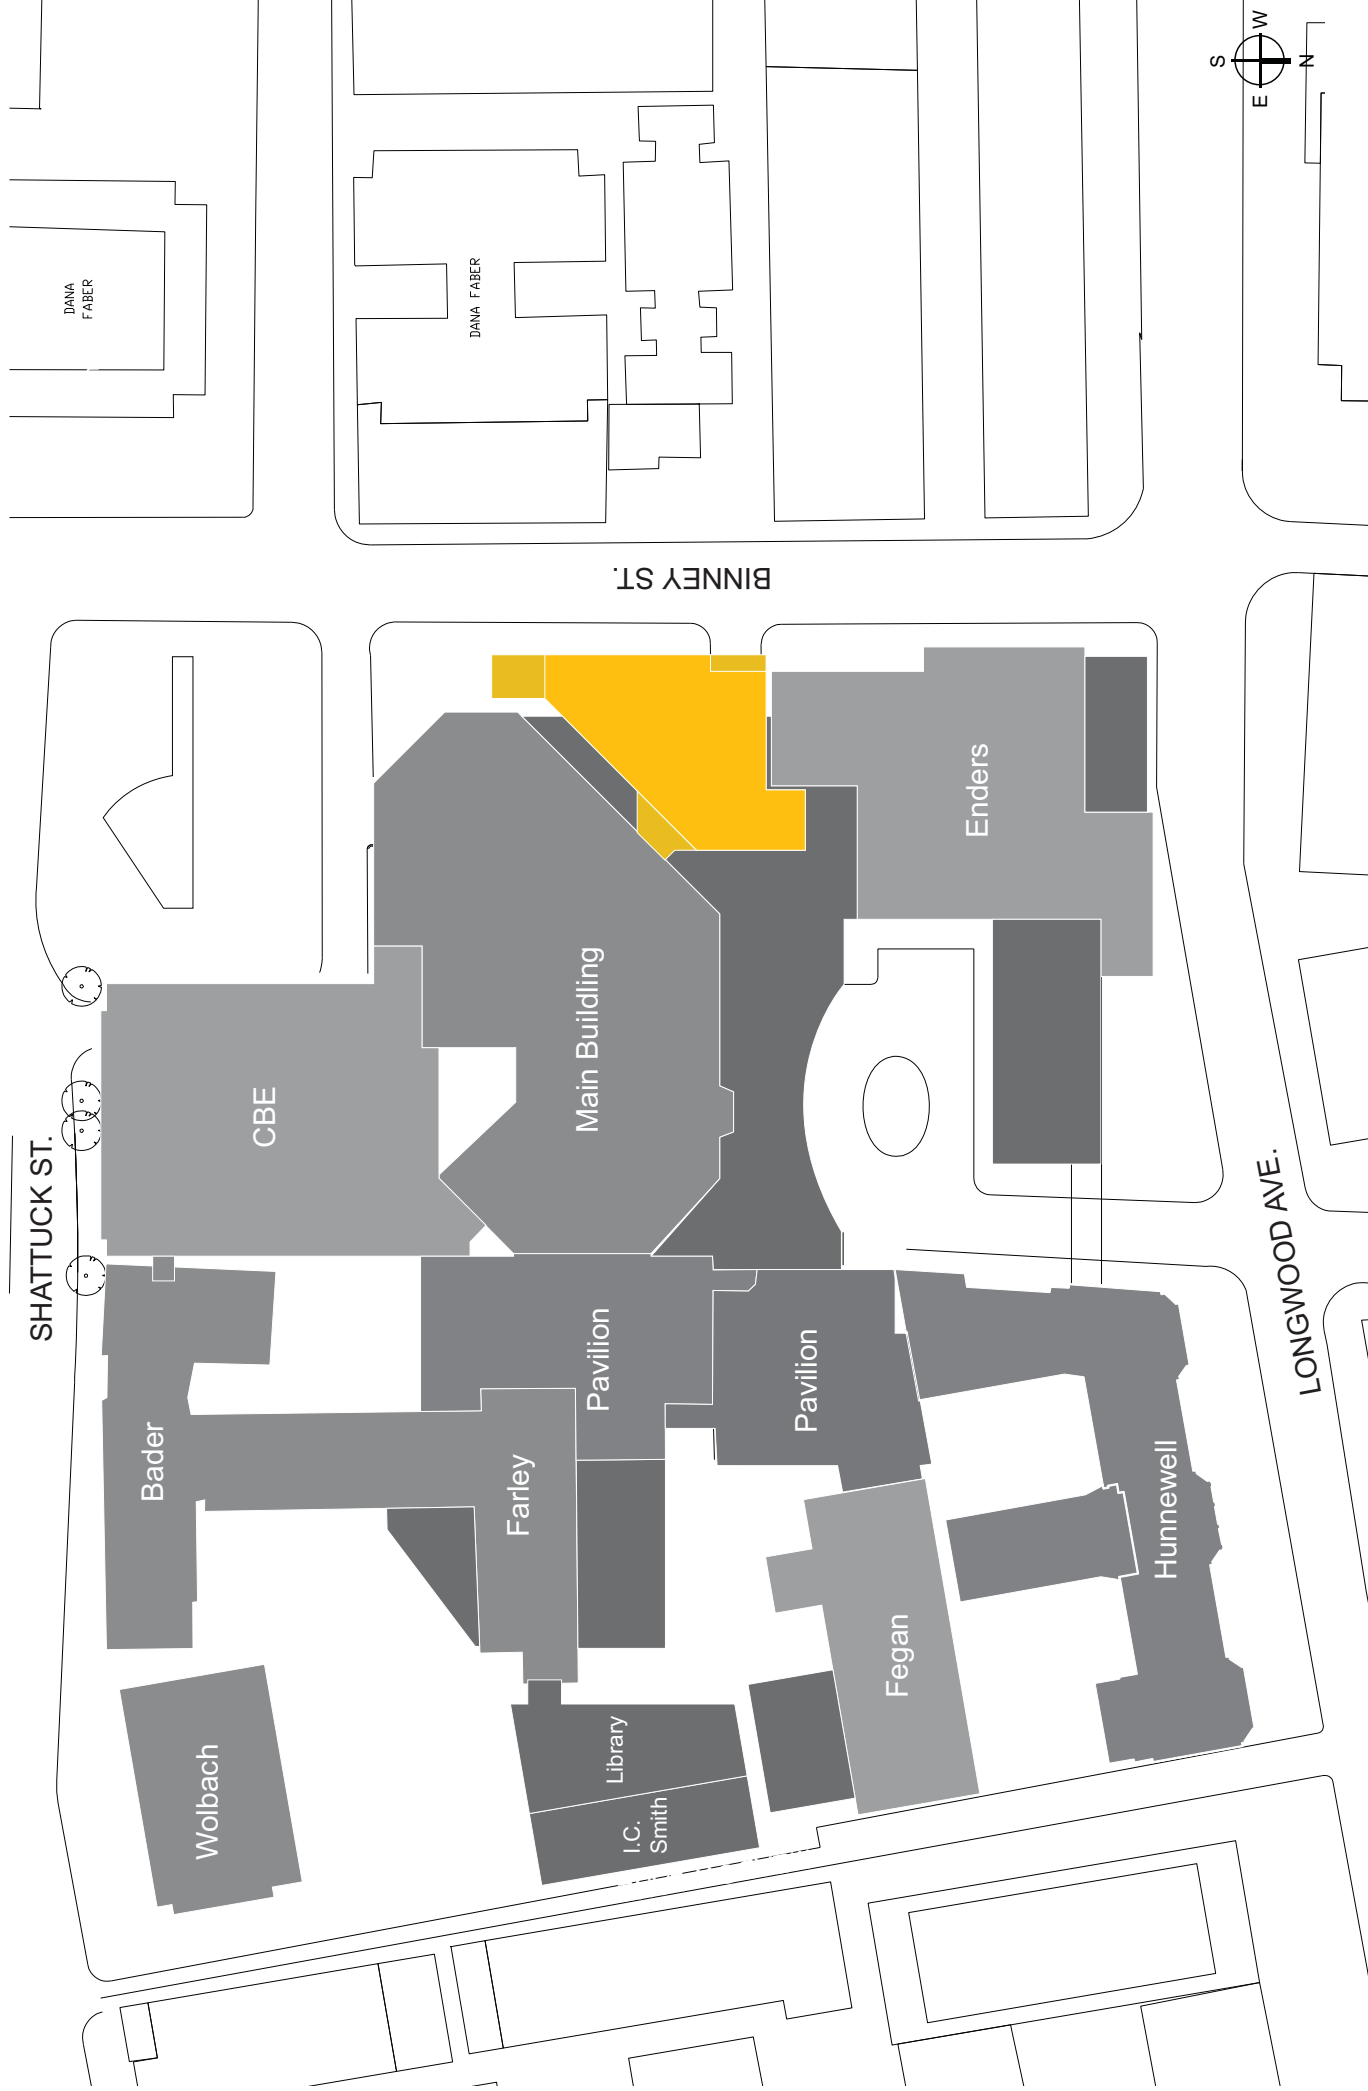 W
S
N
E
DANA
FABER
DANA FABER
BINNEY ST.
Enders
Main Building
CBE
SHATTUCK ST.
LONGWOOD AVE.
Pavilion
Pavilion
Bader
Farley
Hunnewell
Fegan
Library
I.C.
Smith
Wolbach